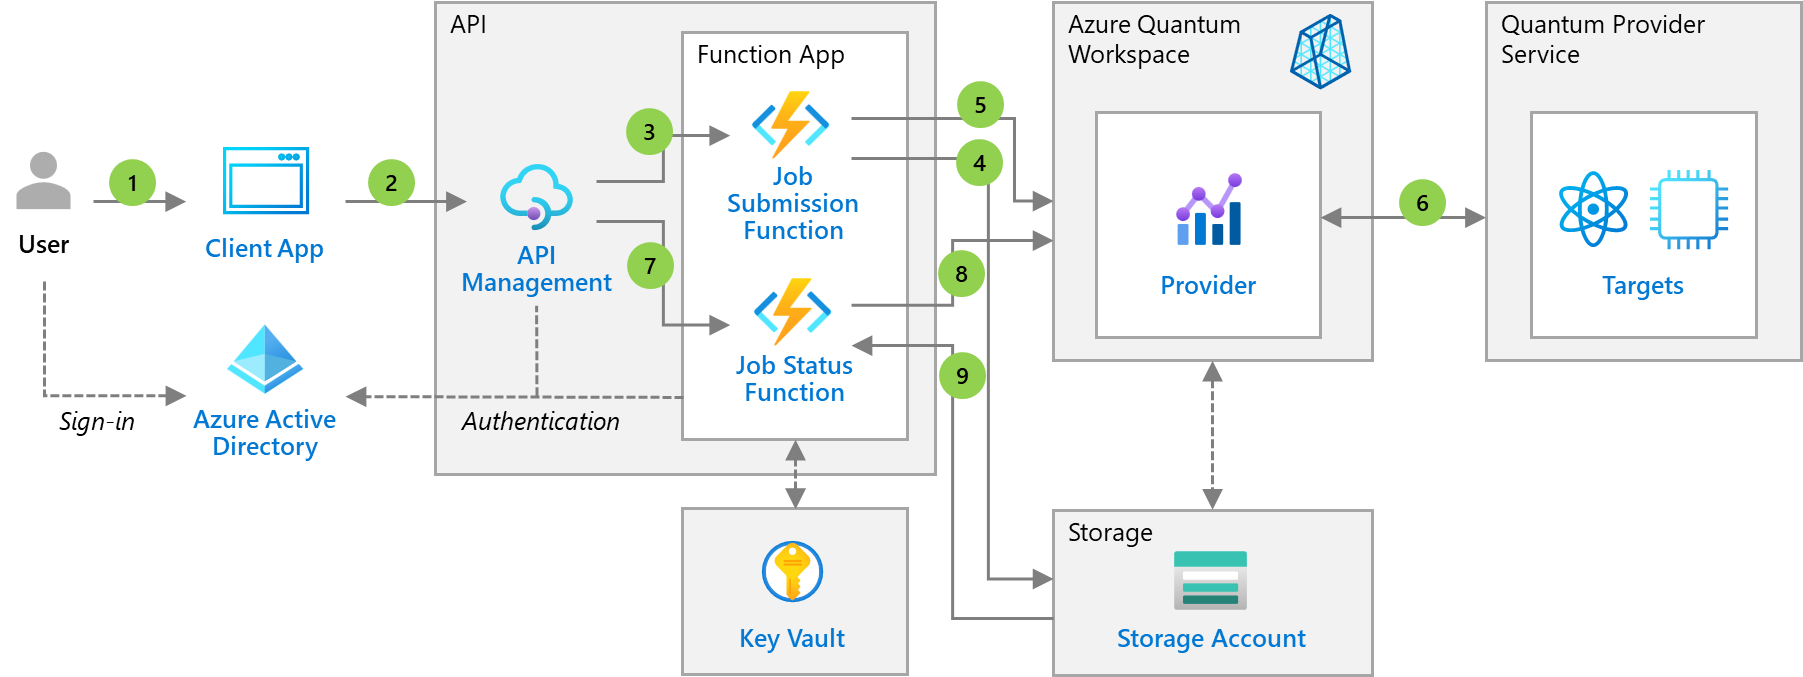 API
Function App
Azure Quantum
Workspace
Quantum Provider
Service
1
2
3
5
4
6
7
8
9
User
Client App
API
Management
Job
Submission
Function
Job Status
Function
Provider
Targets
Sign-in
Azure Active
Directory
Authentication
Key Vault
Storage
Storage Account